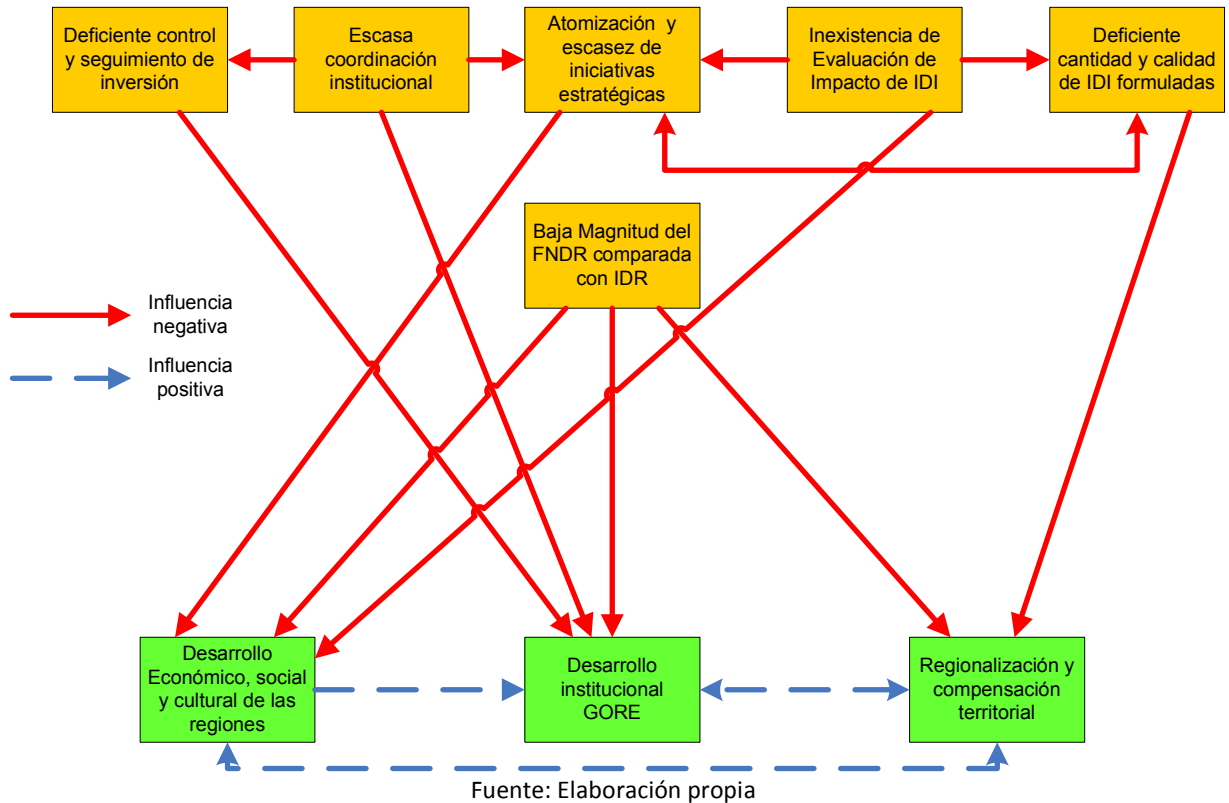 Deficiente control
y seguimiento de
inversión
Escasa
coordinación
institucional
Atomización y
escasez de
iniciativas
estratégicas
Inexistencia de
Evaluación de
Impacto de IDI
Deficiente
cantidad y calidad
de IDI formuladas
Baja Magnitud del
FNDR comparada
con IDR
Influencia
negativa
Influencia
positiva
Desarrollo
Económico, social
y cultural de las
regiones
Desarrollo
institucional
GORE
Regionalización y
compensación
territorial
Fuente: Elaboración propia